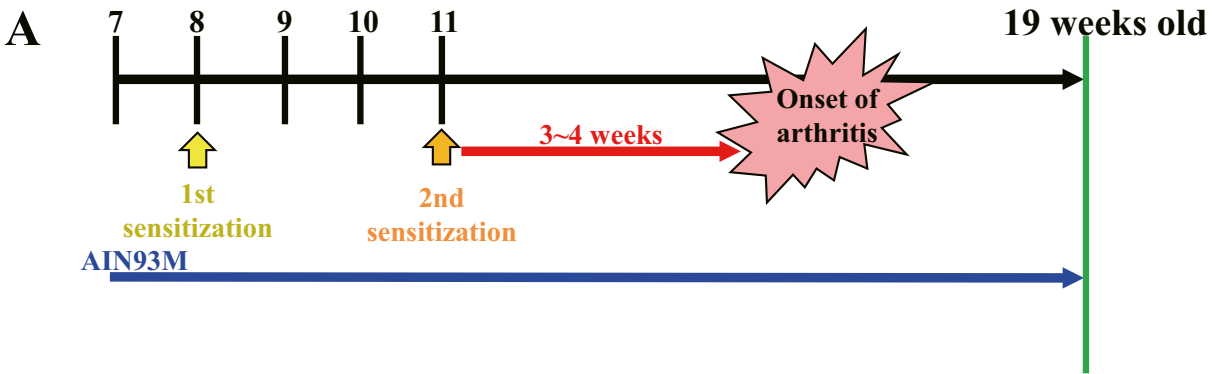 A
7 8 9 10 11 19 weeks old
Onset of
arthritis
3~4 weeks
1st
sensitization
2nd
sensitization
AIN93M